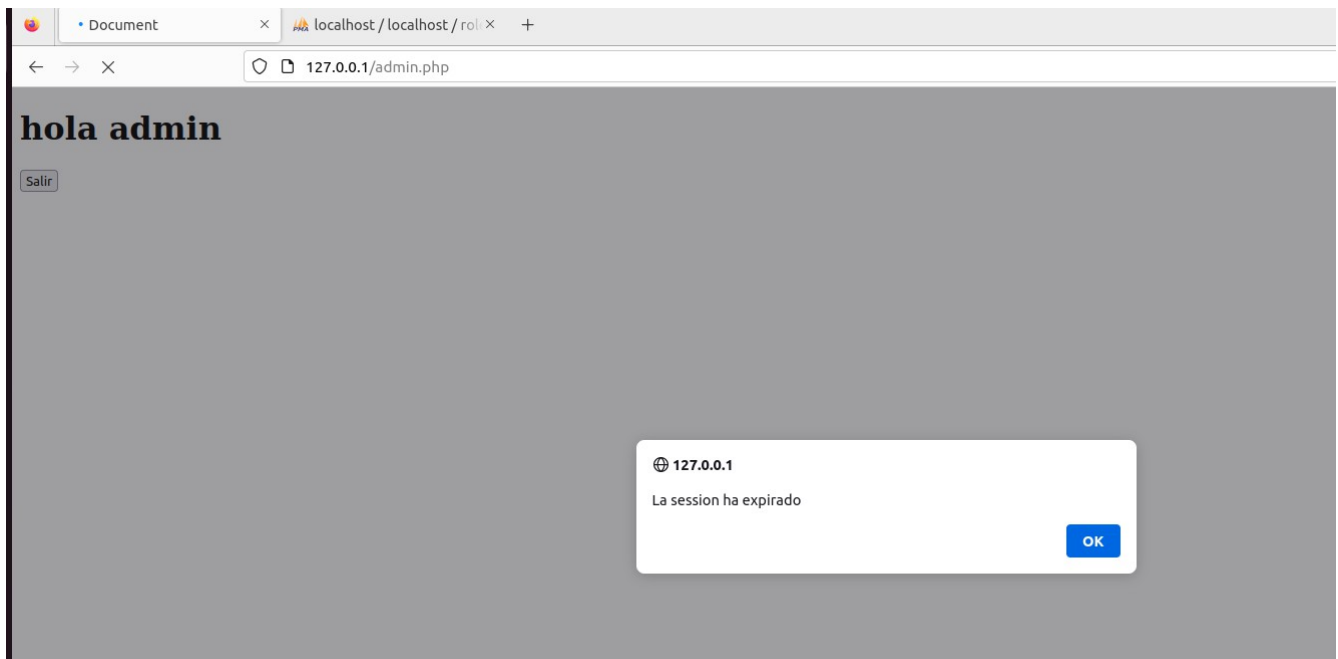 Document
localhost / localhost / rol
127.0.0.1/admin.php
hola admin
Salir
127.0.0.1
La session ha expirado
OK